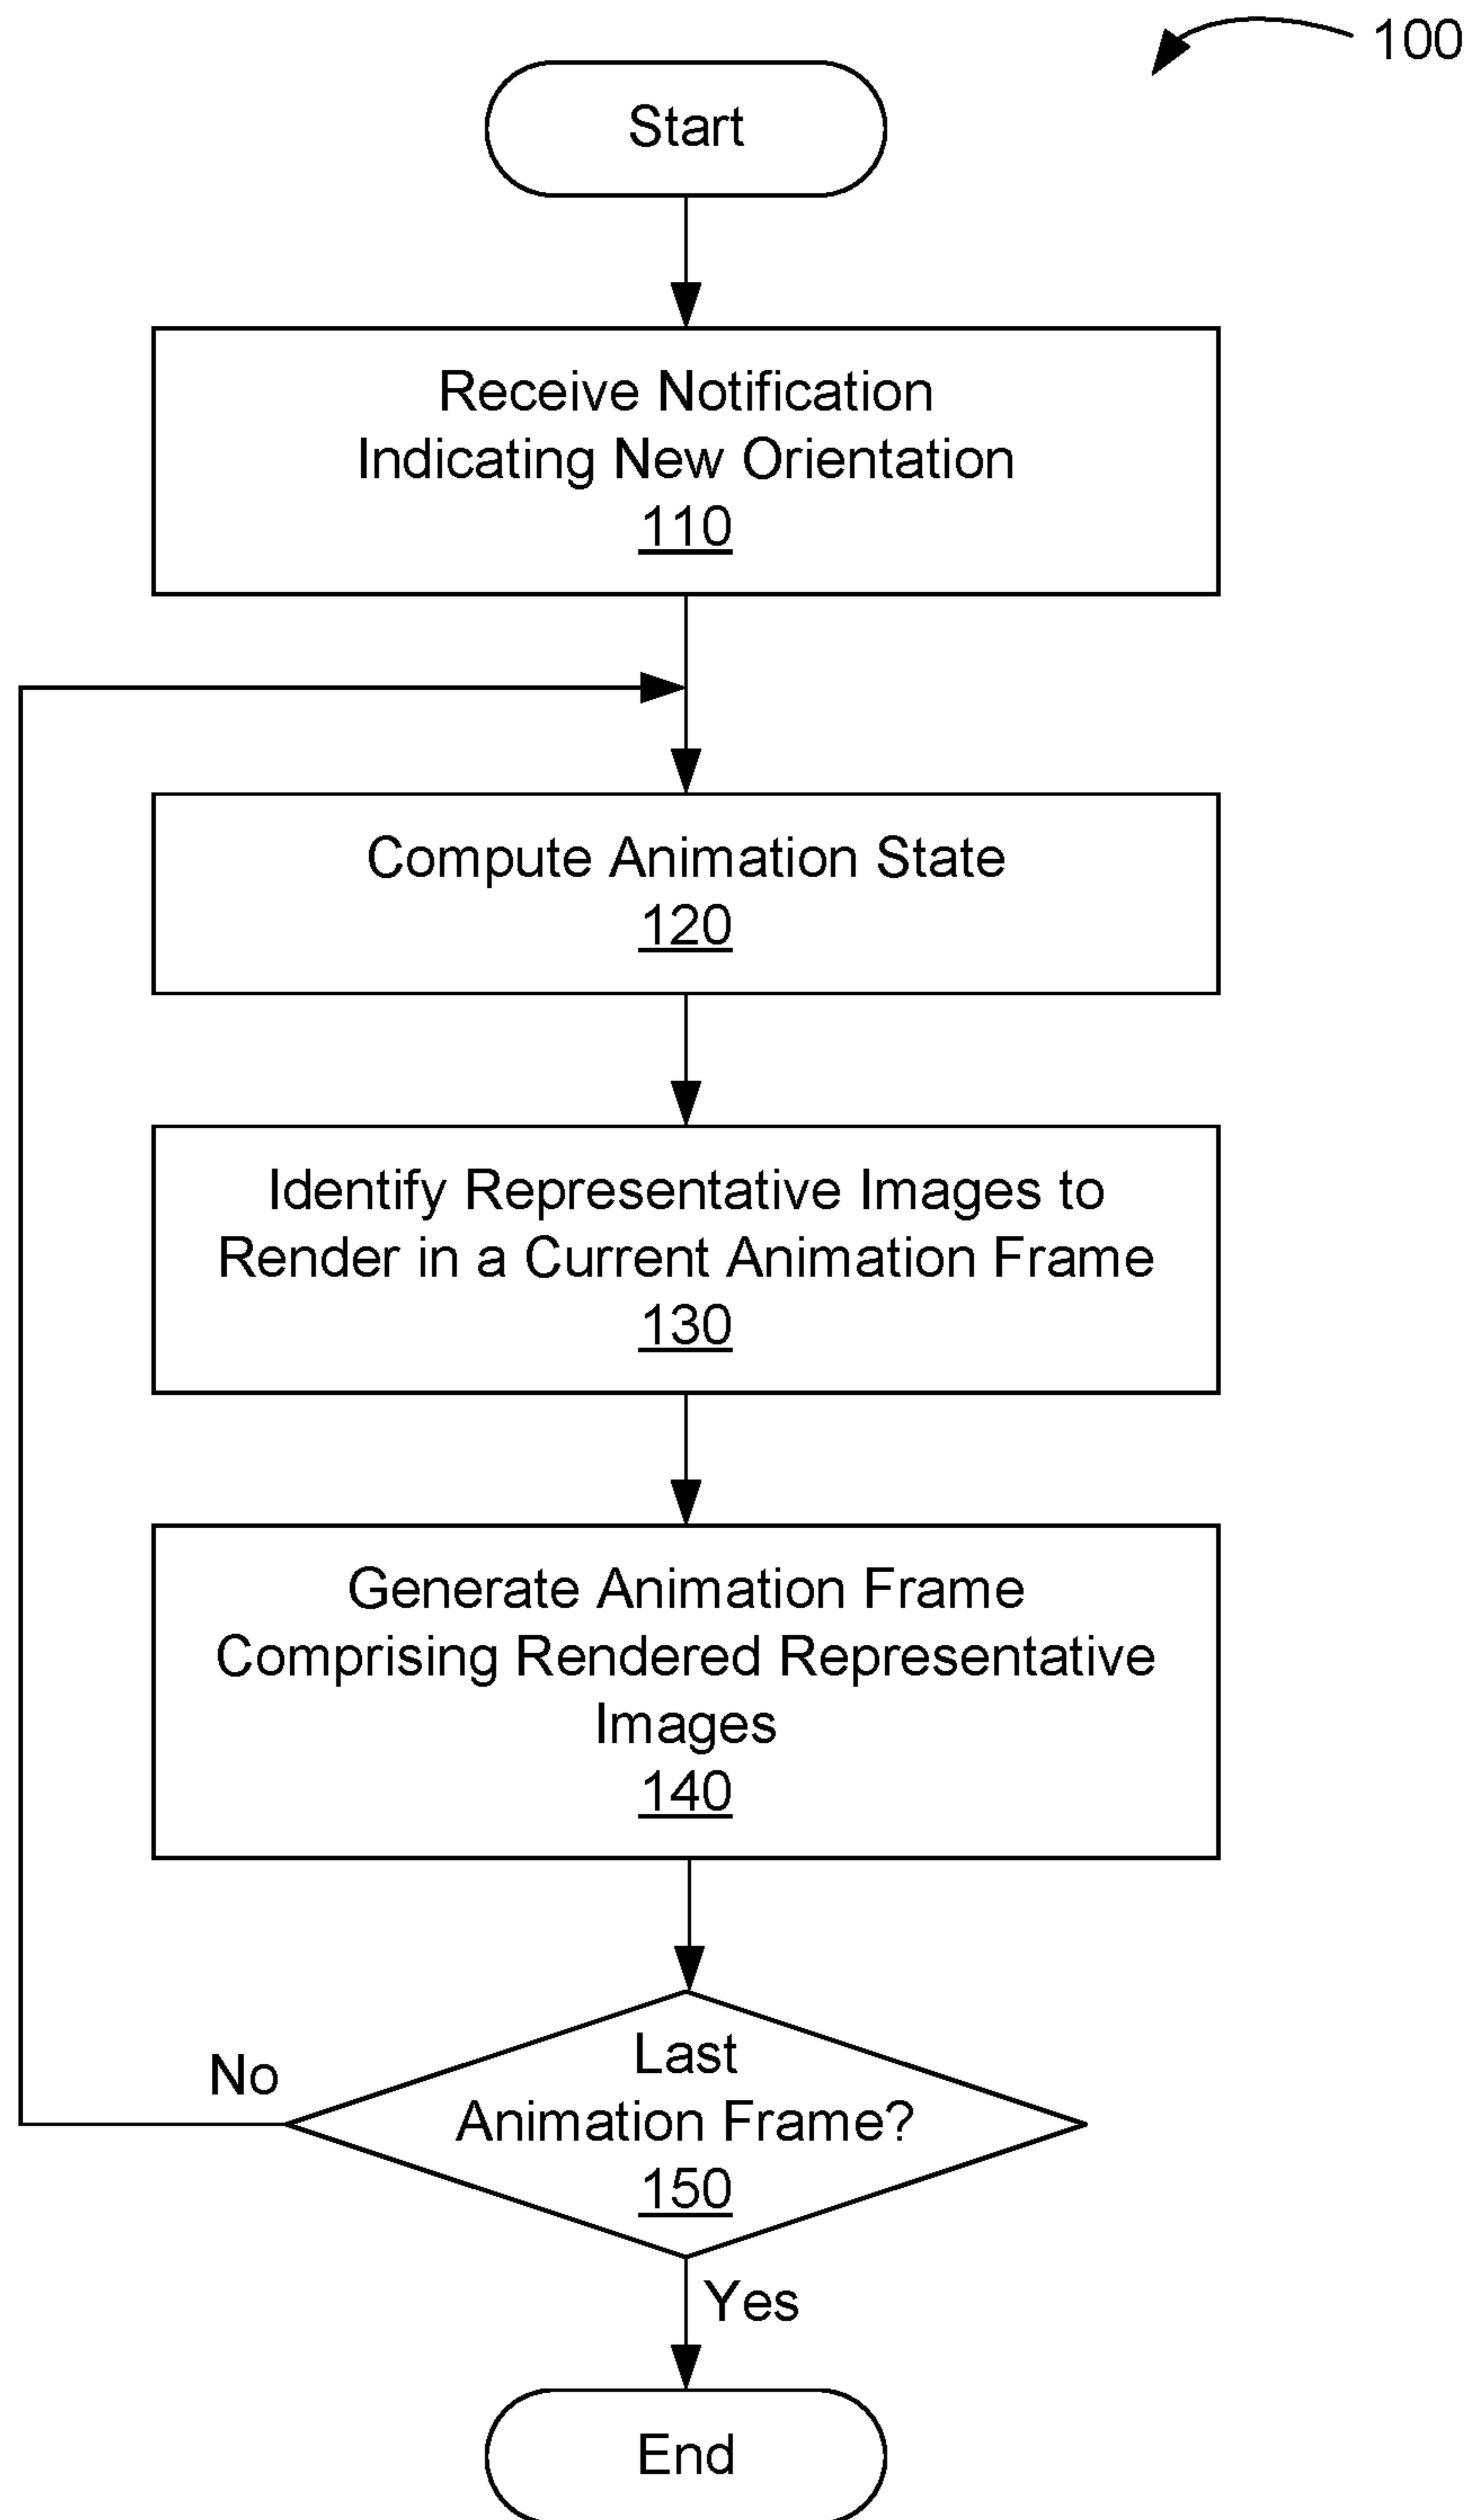 100
Start
Receive Notification
Indicating New Orientation
110
Compute Animation State
120
Identify Representative Images to
Render in a Current Animation Frame
130
Generate Animation Frame
Comprising Rendered Representative
Images
140
Last
Animation Frame?
150
No
Yes
End